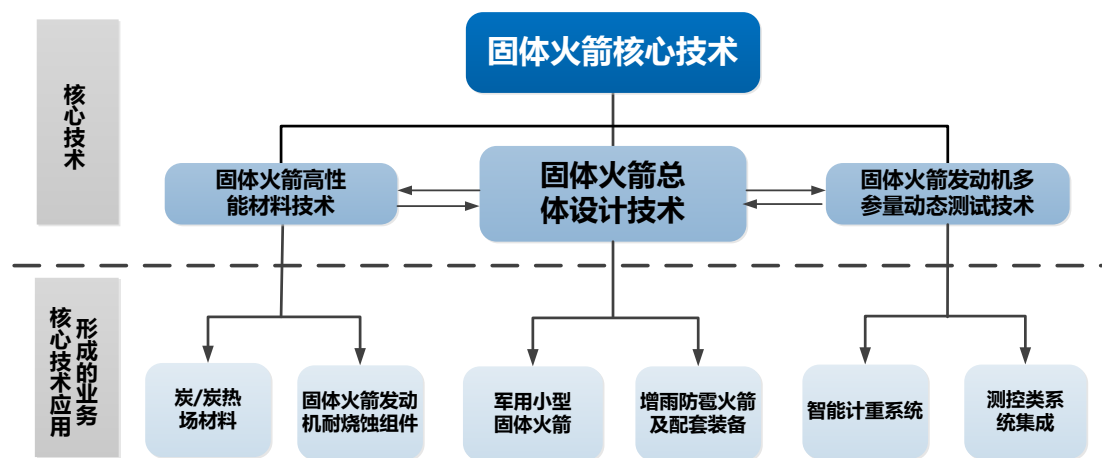 固体火箭核心技术
核心技术
固体火箭高性
能材料技术
固体火箭总
体设计技术
固体火箭发动机多
参量动态测试技术
核心技术应用
形成的业务
炭/炭热
场材料
固体火箭发动
机耐烧蚀组件
军用小型
固体火箭
增雨防雹火箭
及配套装备
智能计重系统
测控类系
统集成